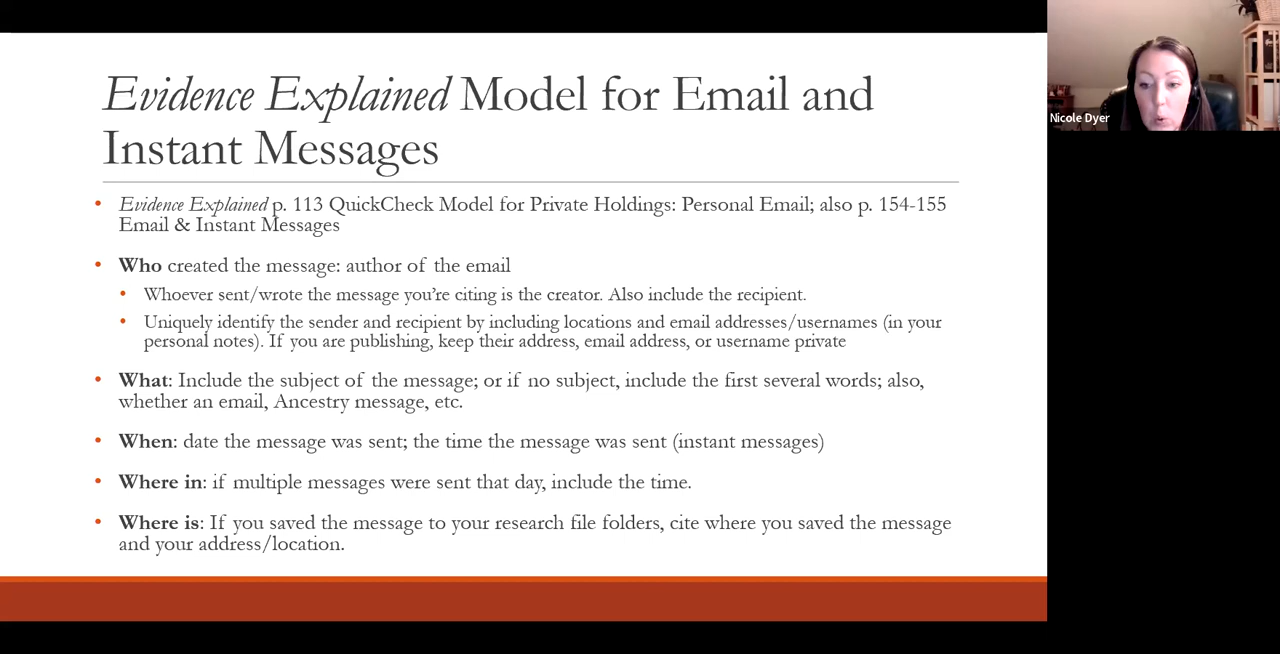 Evidence Explained Model for Email and
Instant Messages
• Evidence Explained p. 113 QuickCheck Model for Private Holdings: Personal Email; also p. 154-155
Email & Instant Messages
• Who created the message: author of the email
• Whoever sent/wrote the message you’re citing is the creator. Also include the recipient.
• Uniquely identify the sender and recipient by including locations and email addresses/usernames (in your
personal notes). If you are publishing, keep their address, email address, or username private
• What: Include the subject of the message; or if no subject, include the first several words; also,
whether an email, Ancestry message, etc.
• When: date the message was sent; the time the message was sent (instant messages)
• Where in: if multiple messages were sent that day, include the time.
• Where is: If you saved the message to your research file folders, cite where you saved the message
and your address/location.
Nicole Dyer